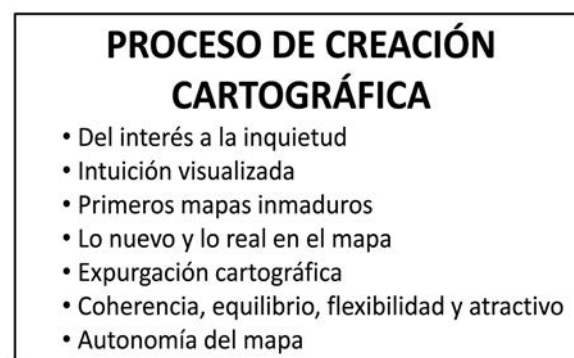 PROCESO DE CREACIÓN
CARTOGRÁFICA
• Del interés a la inquietud
• Intuición visualizada
• Primeros mapas inmaduros
• Lo nuevo y lo real en el mapa
• Expurgación cartográfica
• Coherencia, equilibrio, flexibilidad y atractivo
• Autonomía del mapa